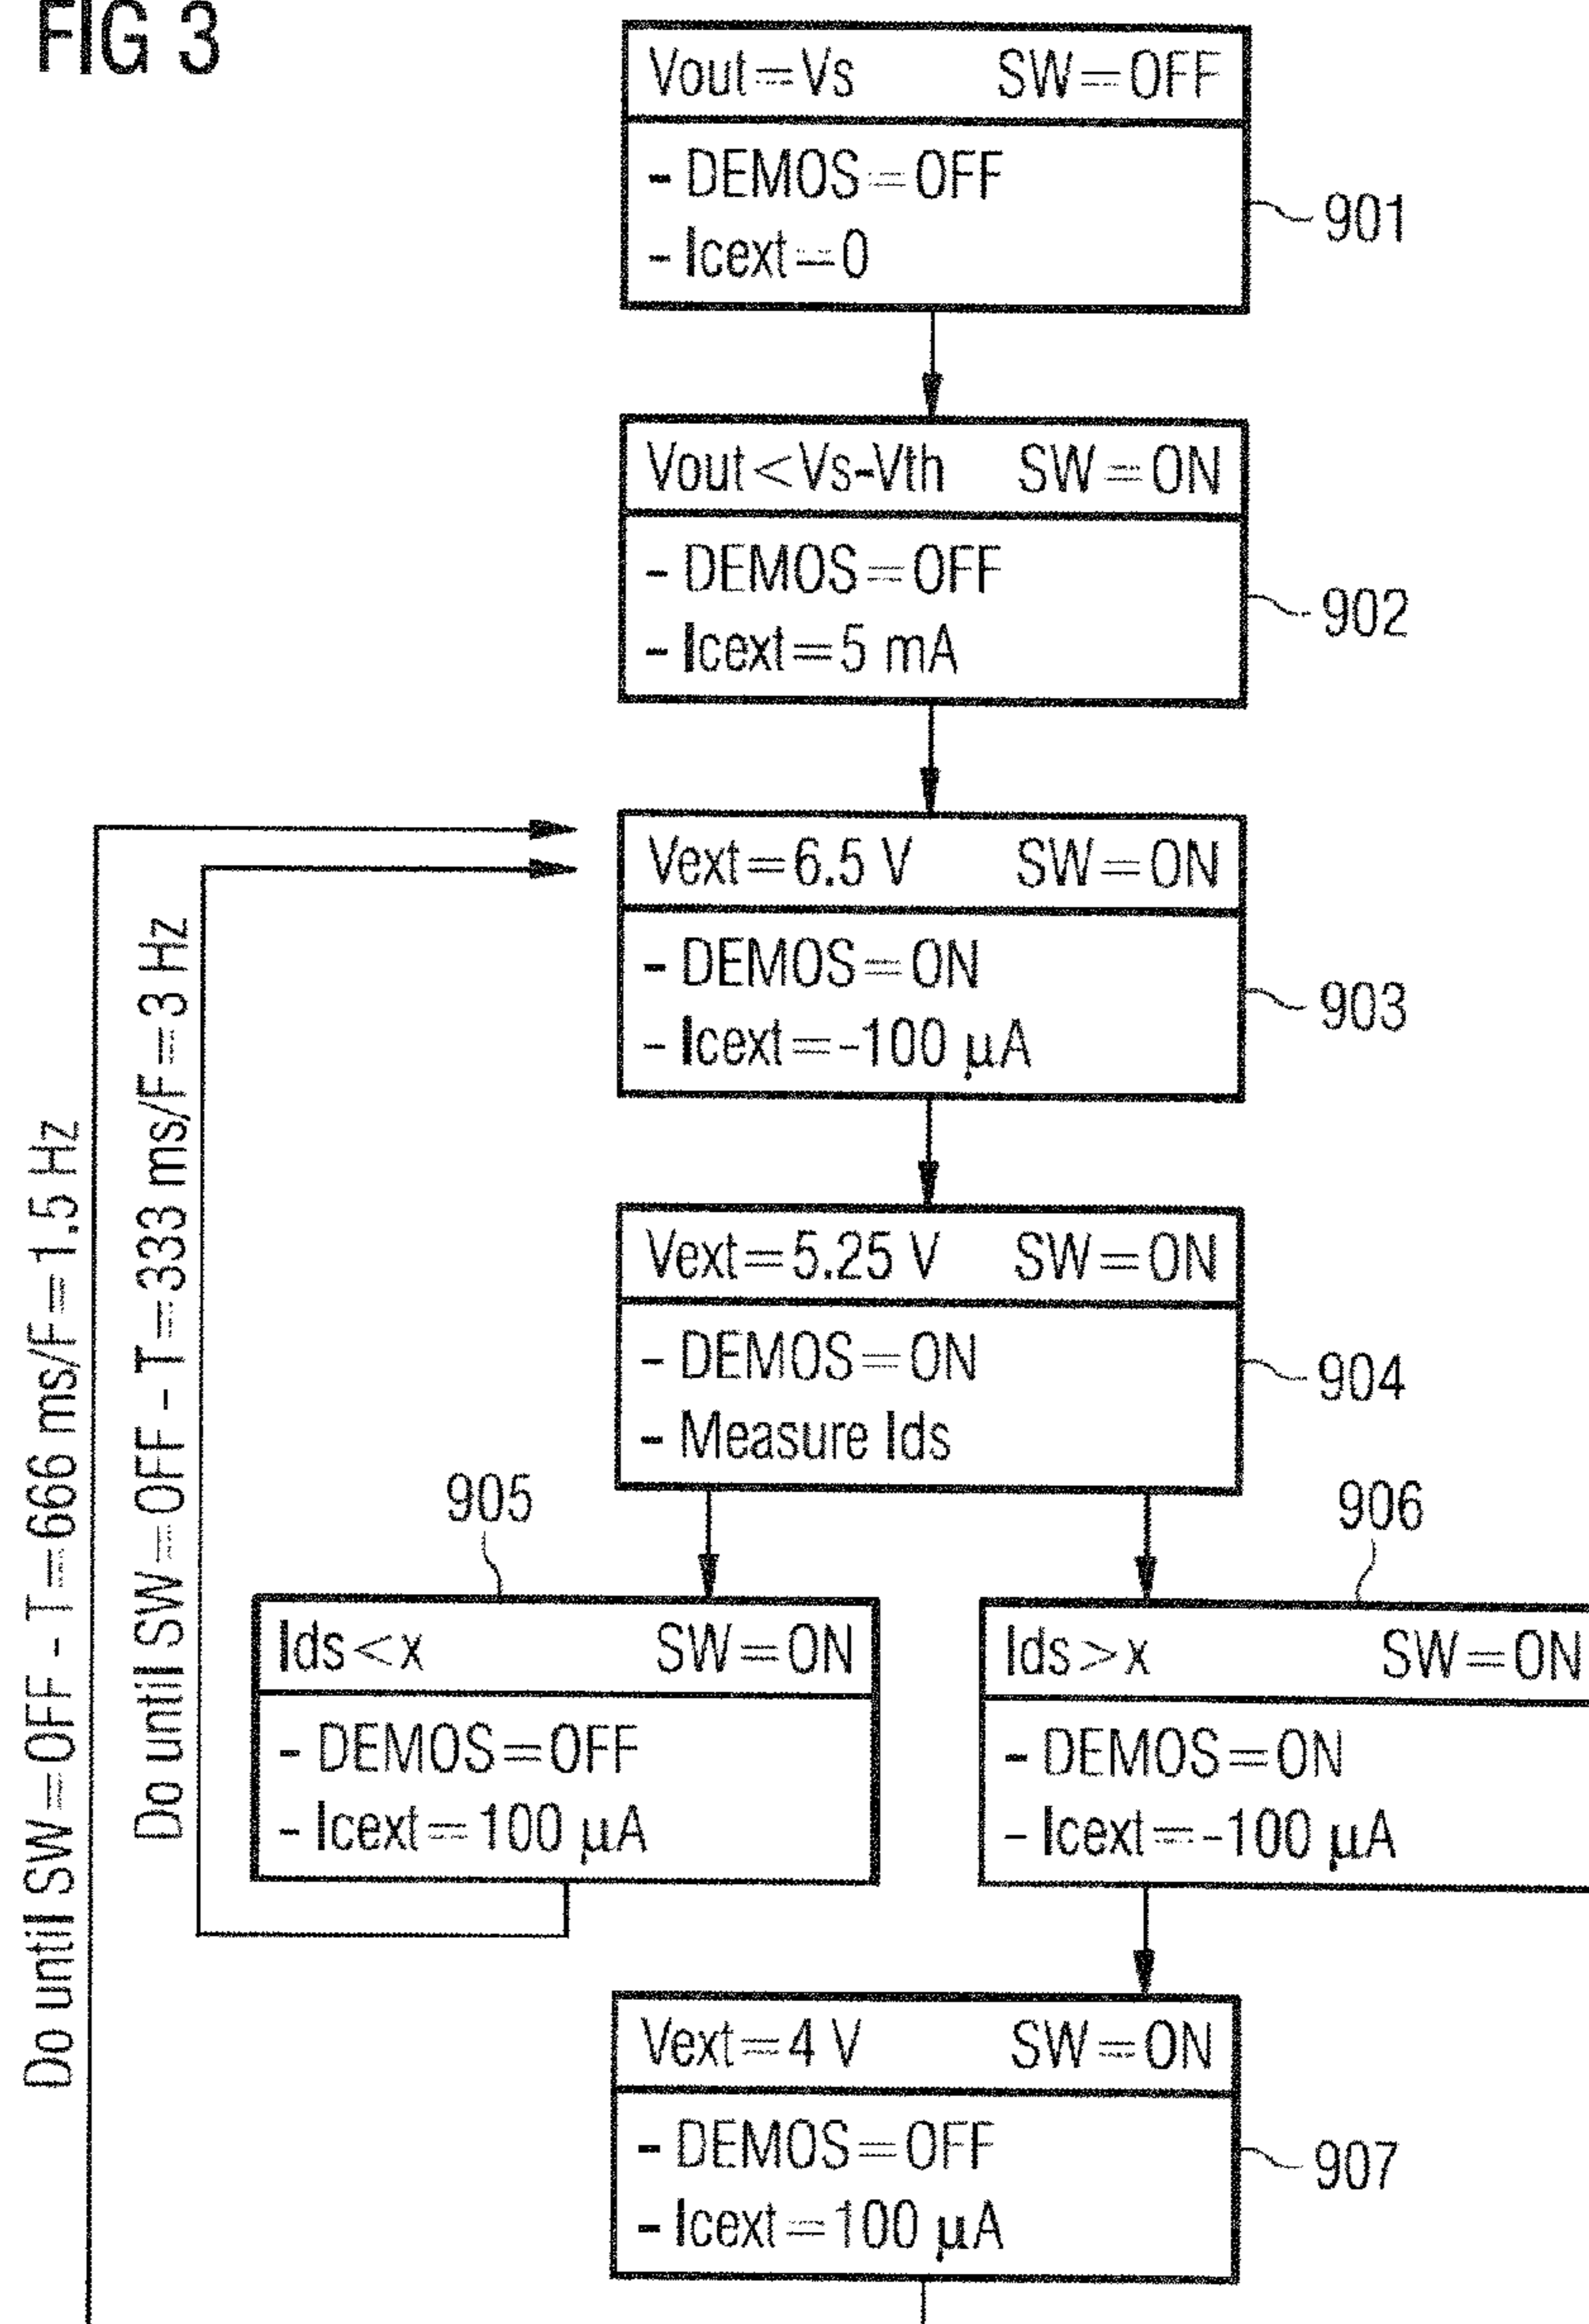 FIG 3
Vout=Vs SW=OFF
- DEMOS=OFF
- Icext=0
901
Vout<Vs-Vth SW=ON
- DEMOS=OFF
- Icext=5 mA
902
Vext=6.5 V SW=ON
- DEMOS=ON
- Icext=-100 µA
903
Vext=5.25 V SW=ON
- DEMOS=ON
- Measure Ids
904
905
Ids<x SW=ON
- DEMOS=OFF
- Icext=100 µA
906
Ids>x SW=ON
- DEMOS=ON
- Icext=-100 µA
Vext=4 V SW=ON
- DEMOS=OFF
- Icext=100 µA
907
Do until SW=OFF - T=666 ms/F=1.5 Hz
Do until SW=OFF - T=333 ms/F=3 Hz